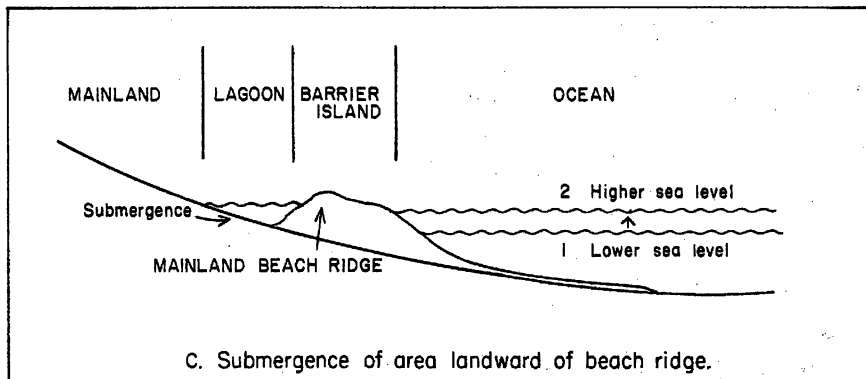 MAINLAND
LAGOON
BARRIER
ISLAND
OCEAN
2 Higher sea level
Submergence
1 Lower sea level
MAINLAND BEACH RIDGE
C. Submergence of area landward of beach ridge.